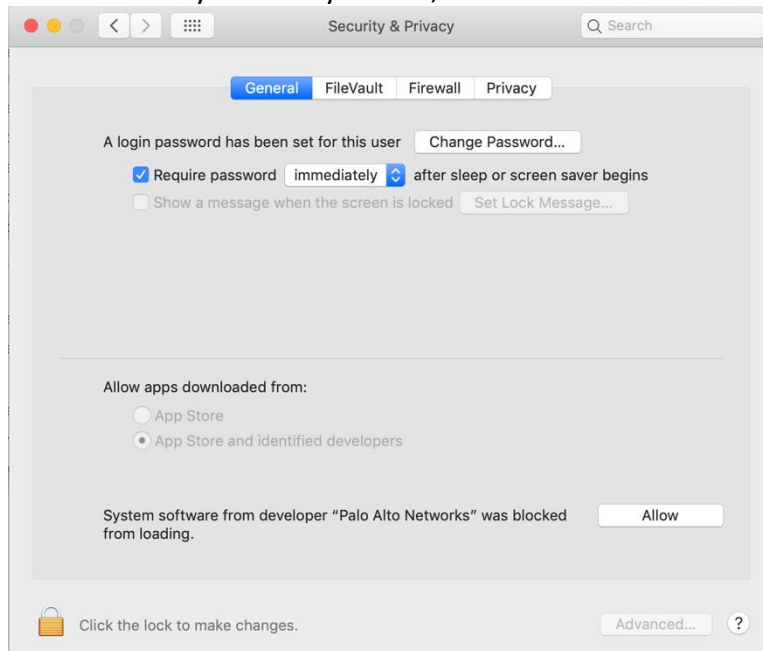 Security & Privacy
Search
General FileVault Firewall Privacy
A login password has been set for this user Change Password...
Require password immediately after sleep or screen saver begins
Show a message when the screen is locked Set Lock Message...
Allow apps downloaded from:
App Store
App Store and identified developers
System software from developer “Palo Alto Networks” was blocked Allow
from loading.
Click the lock to make changes. Advanced... ?